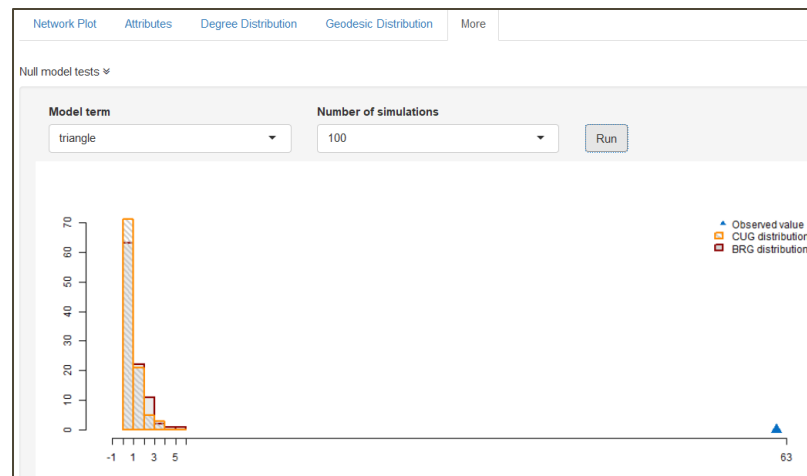 Network Plot Attributes Degree Distribution Geodesic Distribution More
Null model tests
Model term Number of simulations
triangle 100 Run
70
60
50
40
30
20
10
0
Observed value
CUG distribution
BRG distribution
-1 1 3 5 63